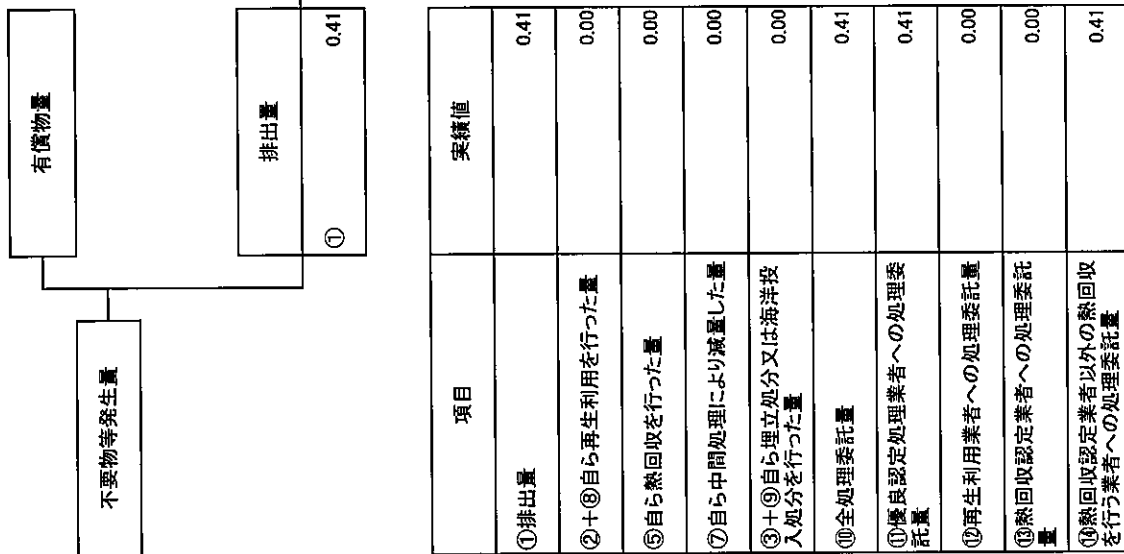 不要物等発生量
有償物量
排出量
①
0.41
項目
実績値
①排出量
0.41
②+⑧自ら再生利用を行った量
0.00
⑤自ら熱回収を行った量
0.00
⑦自ら中間処理により減量した量
0.00
③+⑨自ら埋立処分又は海洋投
入処分を行った量
0.00
⑩全処理委託量
0.41
⑪優良認定処理業者への処理委
託量
0.41
⑫再生利用業者への処理委託量
0.00
⑬熱回収認定業者への処理委託
量
0.00
⑭熱回収認定業者以外の熱回収
を行う業者への処理委託量
0.41